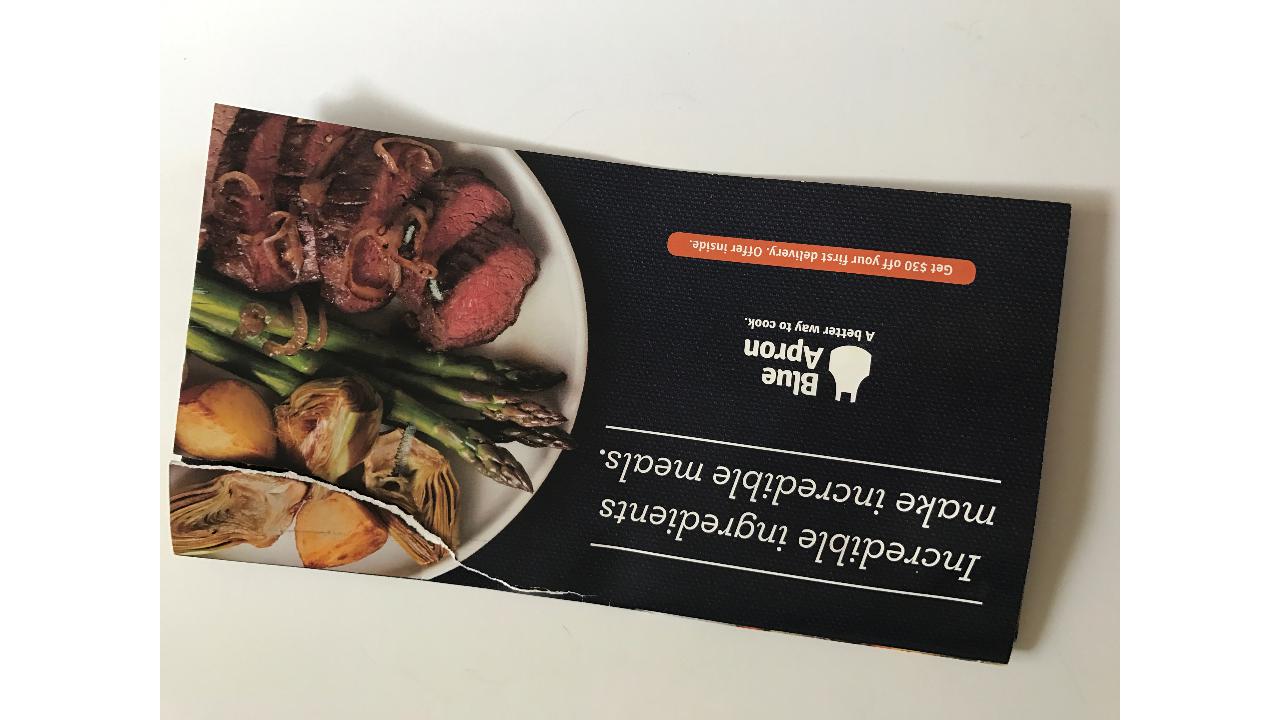 Incredible ingredients
make incredible meals.
Blue
Apron
A better way to cook.
Get $30 off your first delivery. Offer inside.